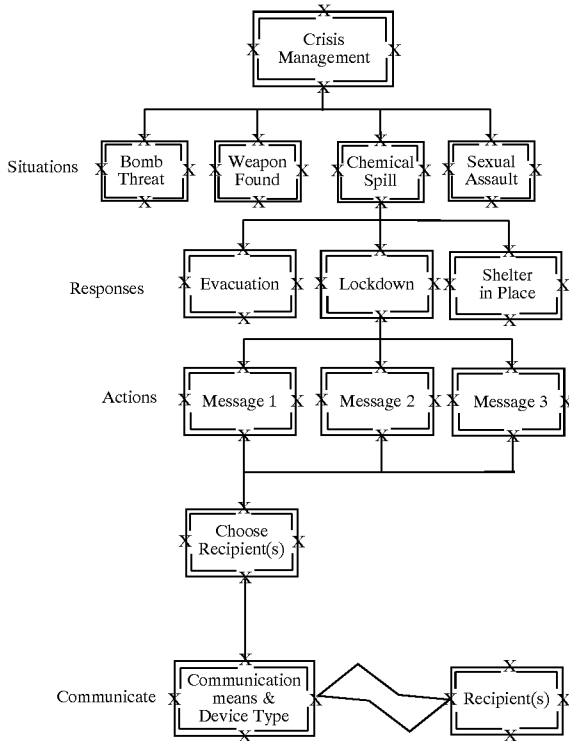 Crisis
Management
Situations
Bomb
Threat
Weapon
Found
Chemical
Spill
Sexual
Assault
Responses
Evacuation
Lockdown
Shelter
in Place
Actions
Message 1
Message 2
Message 3
Choose
Recipient(s)
Communicate
Communication
means &
Device Type
Recipient(s)